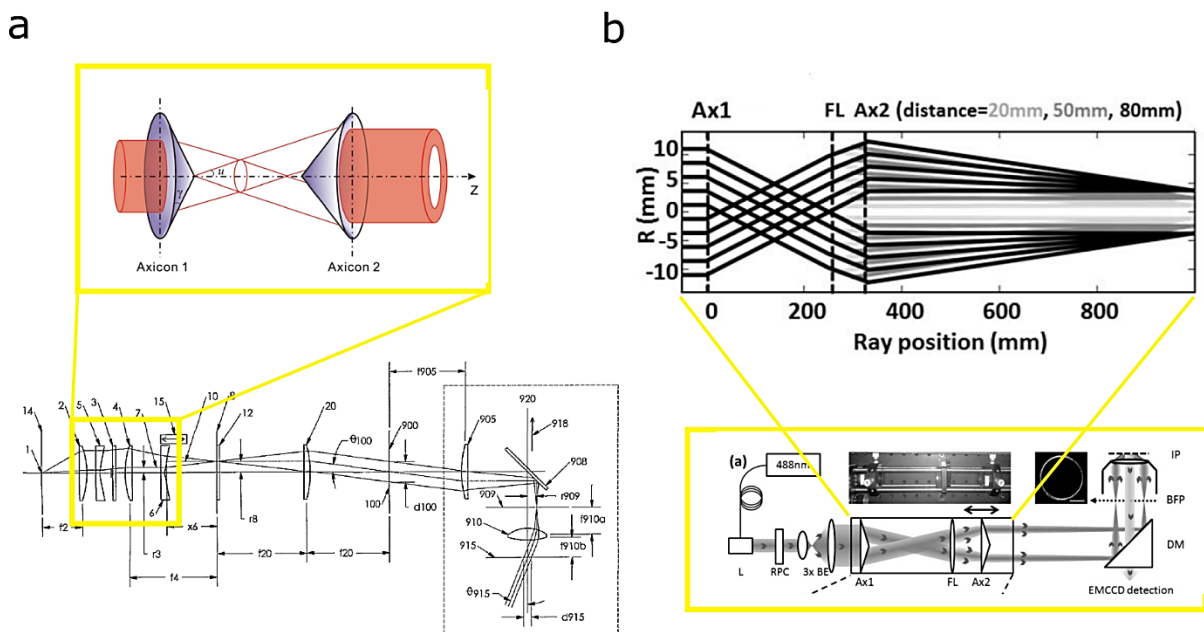 a
γ
u
Z
Axicon 1
Axicon 2
14
2
5
3
4
7
15
10
r8
12
20
1
6
f2
r3
x6
f4
r8
f20
f20
θ100
900
100
d100
f905
905
920
918
908
909
r909
910
f910a
f910b
915
θ915
d915
b
Ax1
FL
Ax2 (distance=20mm, 50mm, 80mm)
R (mm)
10
5
0
-5
-10
0
200
400
600
800
Ray position (mm)
(a)
488nm
L
RPC
3x BE
Ax1
FL
Ax2
IP
BFP
DM
EMCCD detection